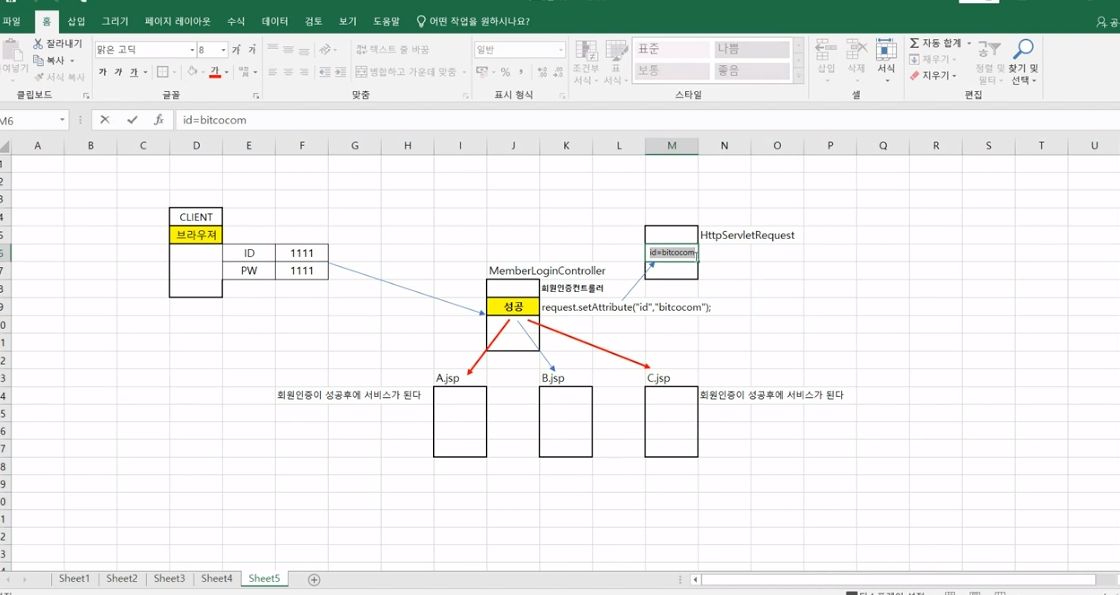 파일 홈 삽입 그리기 페이지 레이아웃 수식 데이터 검토 보기 도움말 어떤 작업을 원하시나요?
잘라내기
복사
서식 복사
클립보드
맑은 고딕 8
가 가 가
글꼴
텍스트 줄 바꿈
병합하고 가운데 맞춤
맞춤
일반
표시 형식
조건부 서식
표 서식
표준 나쁨
보통 좋음
스타일
삽입 삭제 서식
셀
자동 합계
채우기
지우기
정렬 및 필터
찾기 및 선택
편집
M6 id=bitcocom
A B C D E F G H I J K L M N O P Q R S T U
CLIENT
브라우져 HttpServletRequest
ID 1111 id=bitcocom
PW 1111 MemberLoginController
회원인증컨트롤러
성공 request.setAttribute("id","bitcocom");
A.jsp B.jsp C.jsp
회원인증이 성공후에 서비스가 된다 회원인증이 성공후에 서비스가 된다
Sheet1 Sheet2 Sheet3 Sheet4 Sheet5